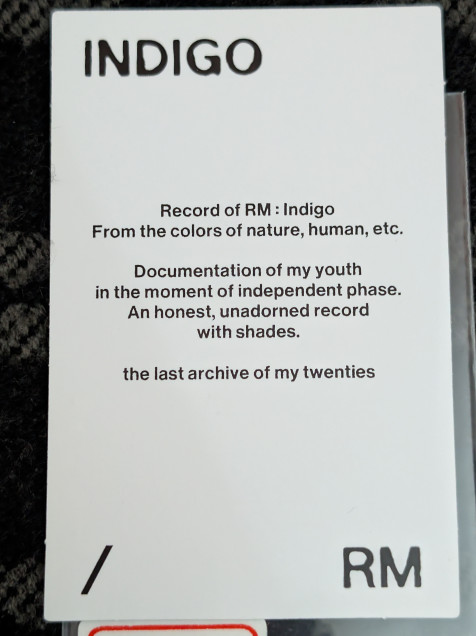 INDIGO
Record of RM : Indigo
From the colors of nature, human, etc.
Documentation of my youth
in the moment of independent phase.
An honest, unadorned record
with shades.
the last archive of my twenties
/ RM